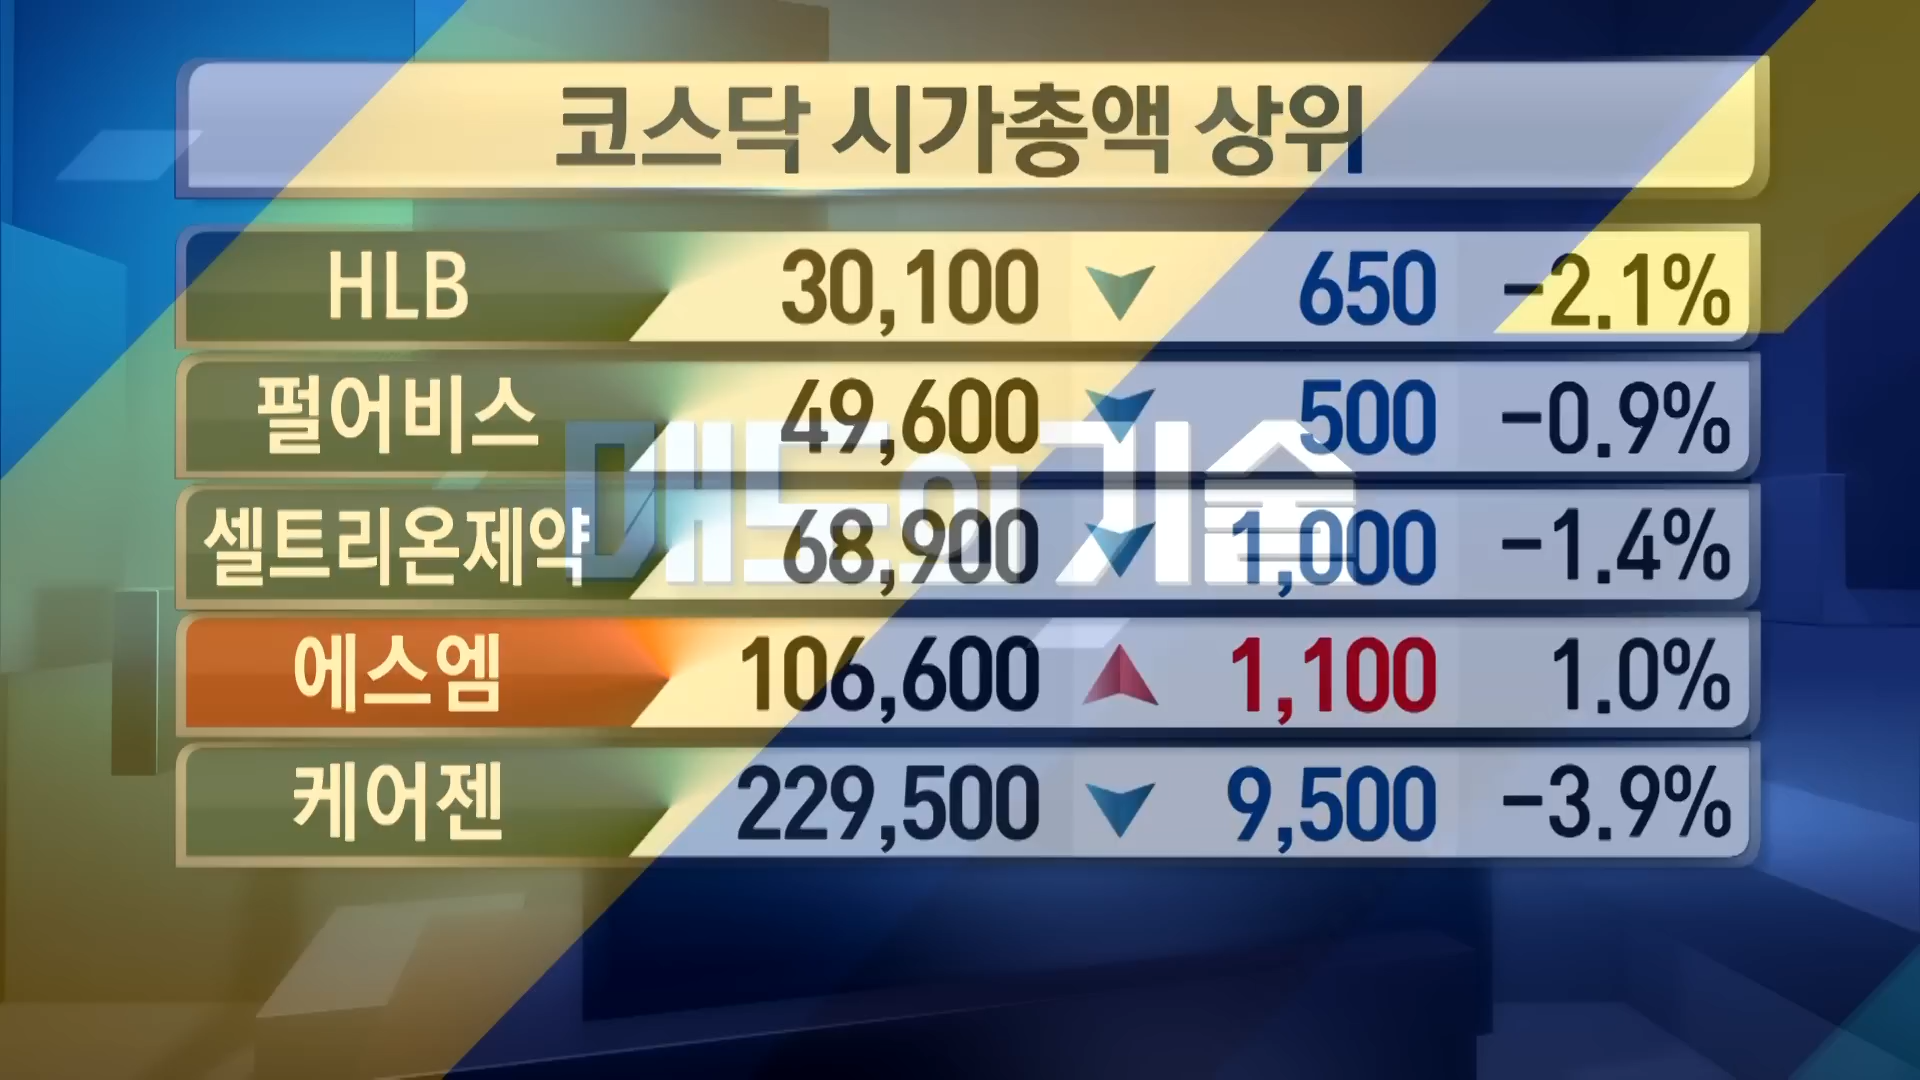 코스닥 시가총액 상위
HLB 30,100 ▼ 650 -2.1%
펄어비스 49,600 ▼ 500 -0.9%
매도의 기술
셀트리온제약 68,900 ▼ 1,000 -1.4%
에스엠 106,600 ▲ 1,100 1.0%
케어젠 229,500 ▼ 9,500 -3.9%